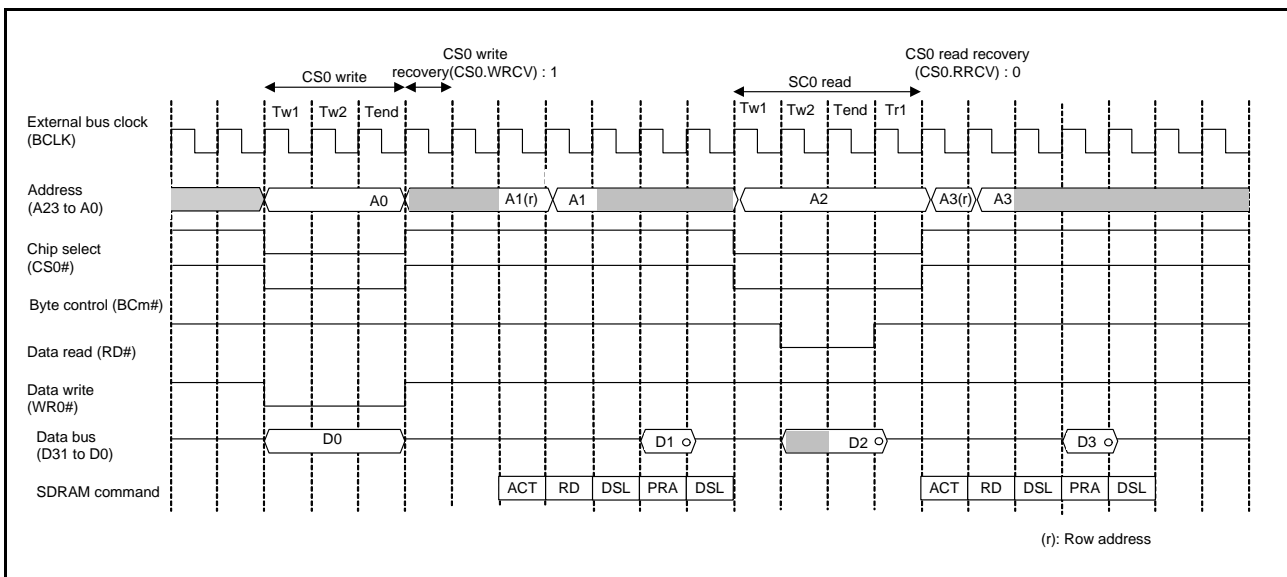 CS0 write
recovery(CS0.WRCV) : 1
CS0 read recovery
(CS0.RRCV) : 0
CS0 write
SC0 read
Tw1 Tw2 Tend
Tw1 Tw2 Tend Tr1
External bus clock
(BCLK)
Address
(A23 to A0)
A0 A1(r) A1 A2 A3(r) A3
Chip select
(CS0#)
Byte control (BCm#)
Data read (RD#)
Data write
(WR0#)
Data bus
(D31 to D0)
D0 D1 D2 D3
SDRAM command
ACT RD DSL PRA DSL
ACT RD DSL PRA DSL
(r): Row address